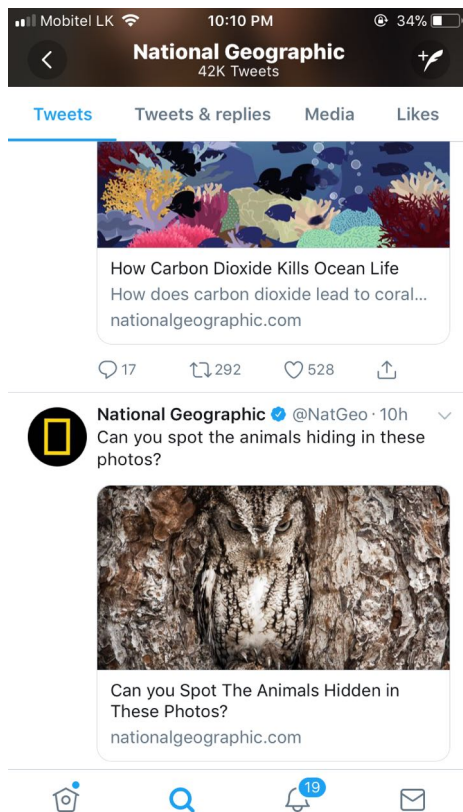 Mobitel LK 10:10 PM 34%
National Geographic
42K Tweets
Tweets Tweets & replies Media Likes
How Carbon Dioxide Kills Ocean Life
How does carbon dioxide lead to coral...
nationalgeographic.com
17 292 528
National Geographic @NatGeo · 10h
Can you spot the animals hiding in these
photos?
Can you Spot The Animals Hidden in
These Photos?
nationalgeographic.com
19